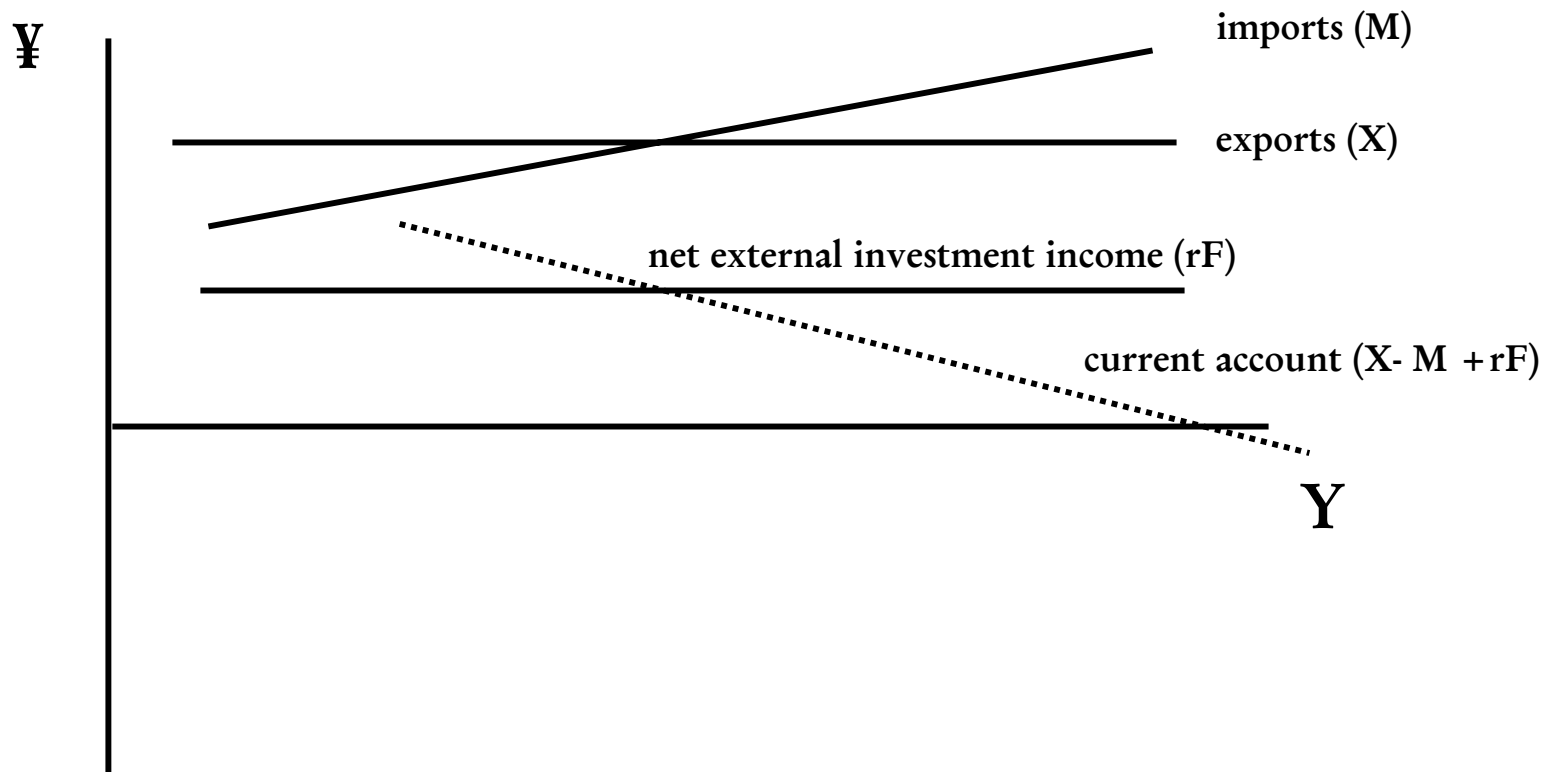 ¥
imports (M)
exports (X)
net external investment income (rF)
current account (X- M +rF)
Y